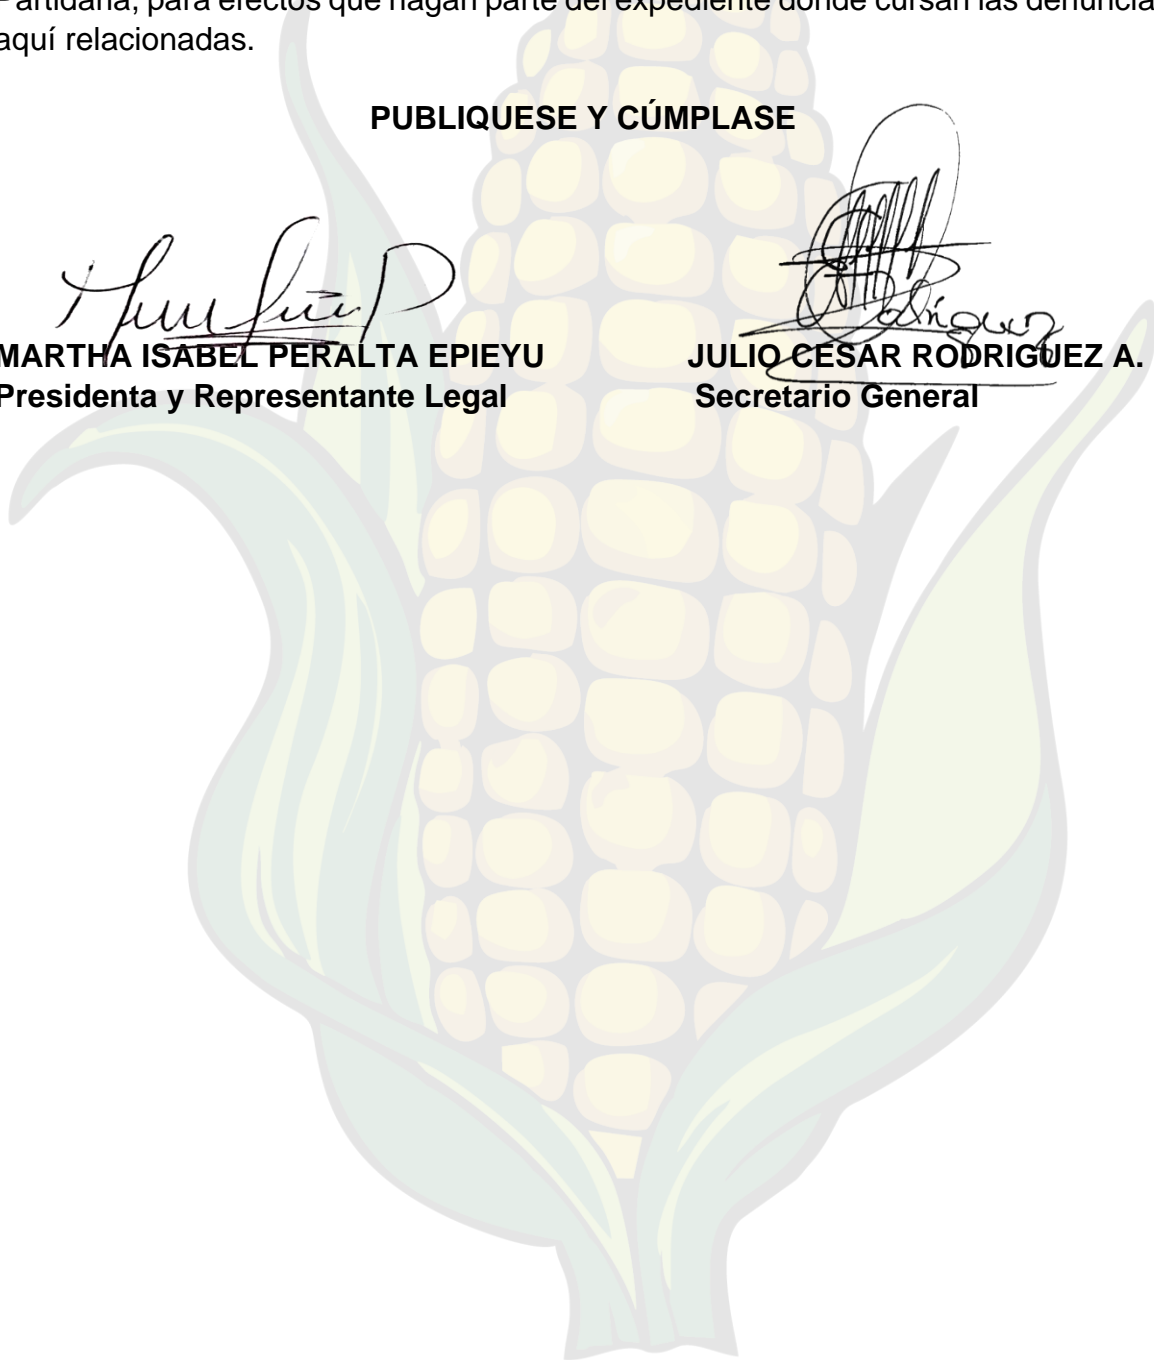 Partidaria, para efectos que hagan parte del expediente donde cursan las denuncia
aquí relacionadas.
PUBLIQUESE Y CÚMPLASE
MARTHA ISABEL PERALTA EPIEYU
JULIO CESAR RODRIGUEZ A.
Presidenta y Representante Legal
Secretario General